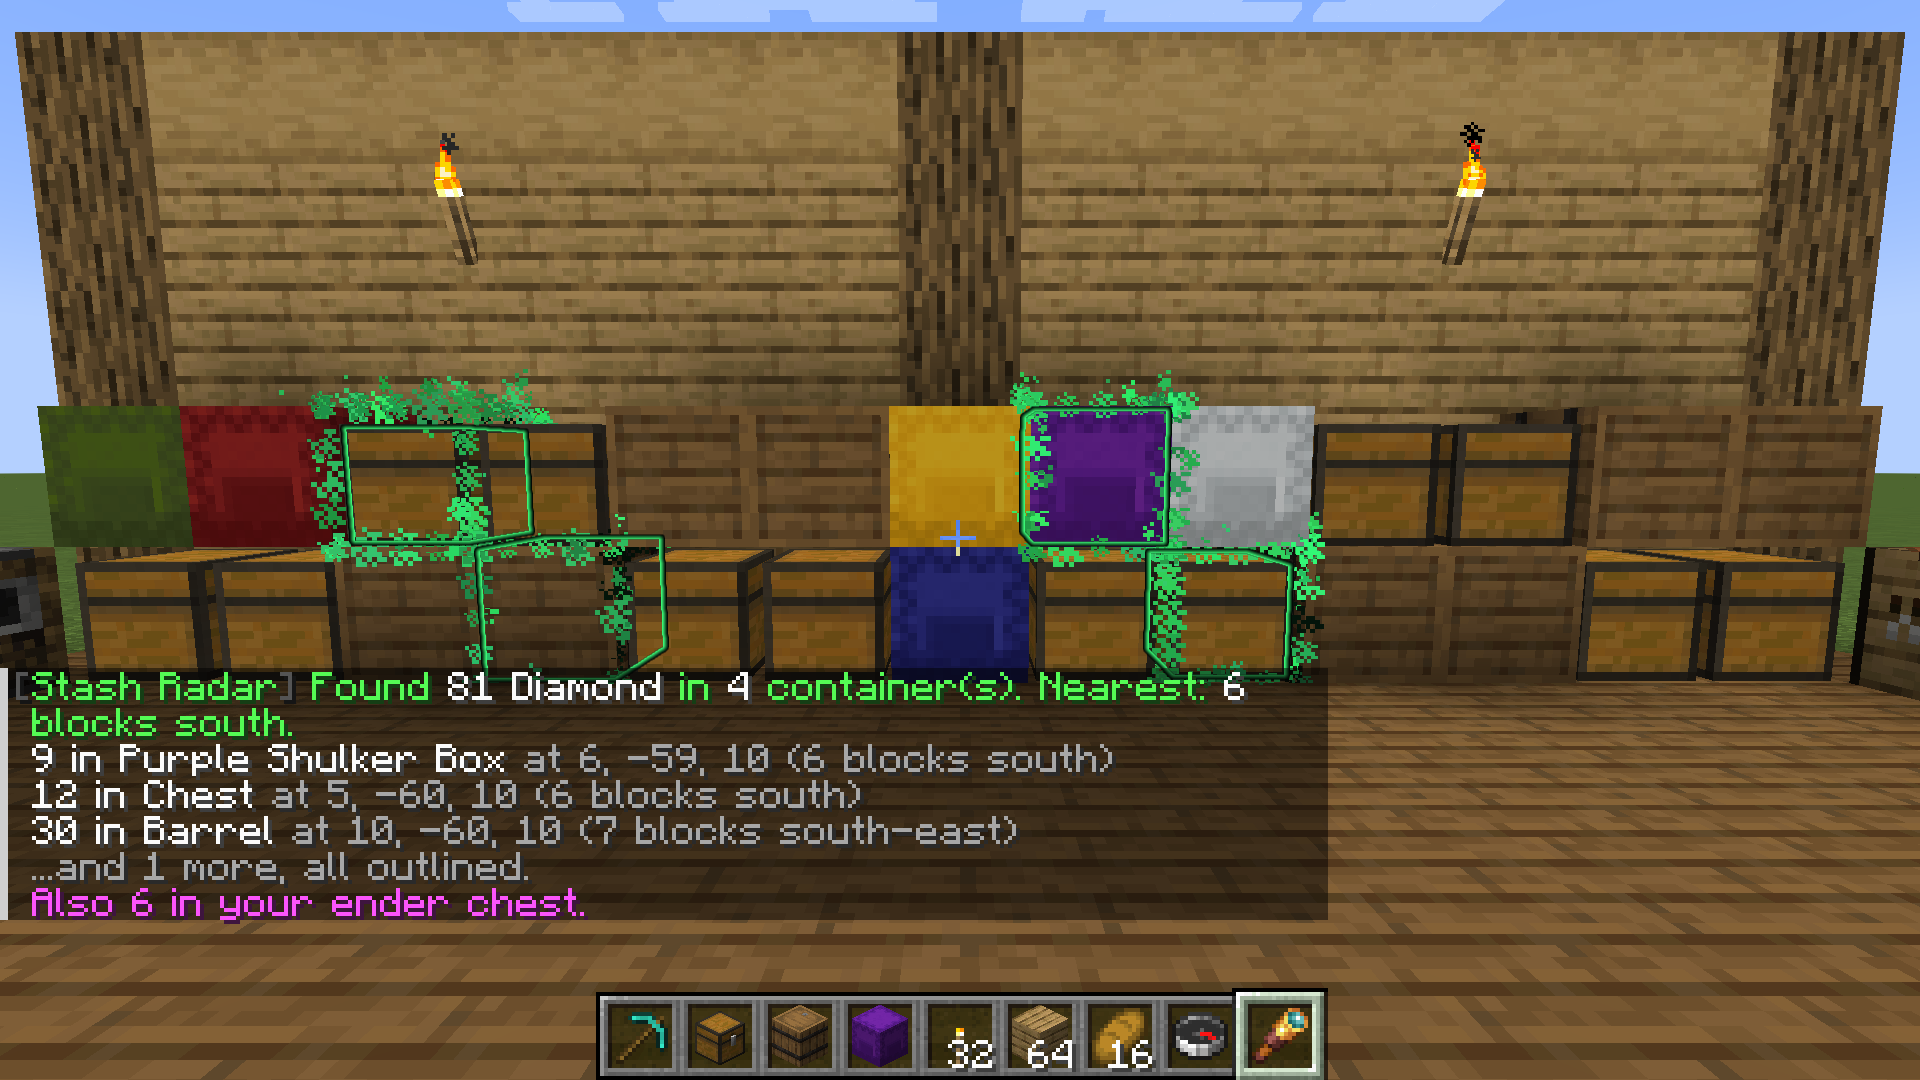 [Stash Radar] Found 81 Diamond in 4 container(s). Nearest: 6
blocks south.
9 in Purple Shulker Box at 6, -59, 10 (6 blocks south)
12 in Chest at 5, -60, 10 (6 blocks south)
30 in Barrel at 10, -60, 10 (7 blocks south-east)
...and 1 more, all outlined.
Also 6 in your ender chest.
32 64 16